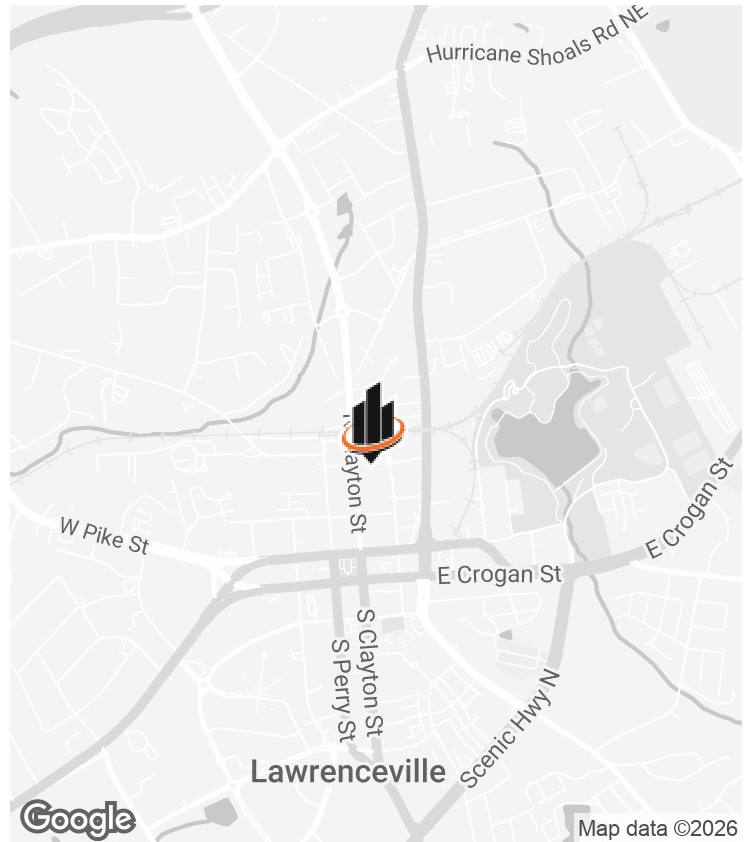 Hurricane Shoals Rd NE
ayton St
W Pike St
E Crogan St
E Crogan St
S Clayton St
S Perry St
Scenic Hwy N
Lawrenceville
Google
Map data ©2026